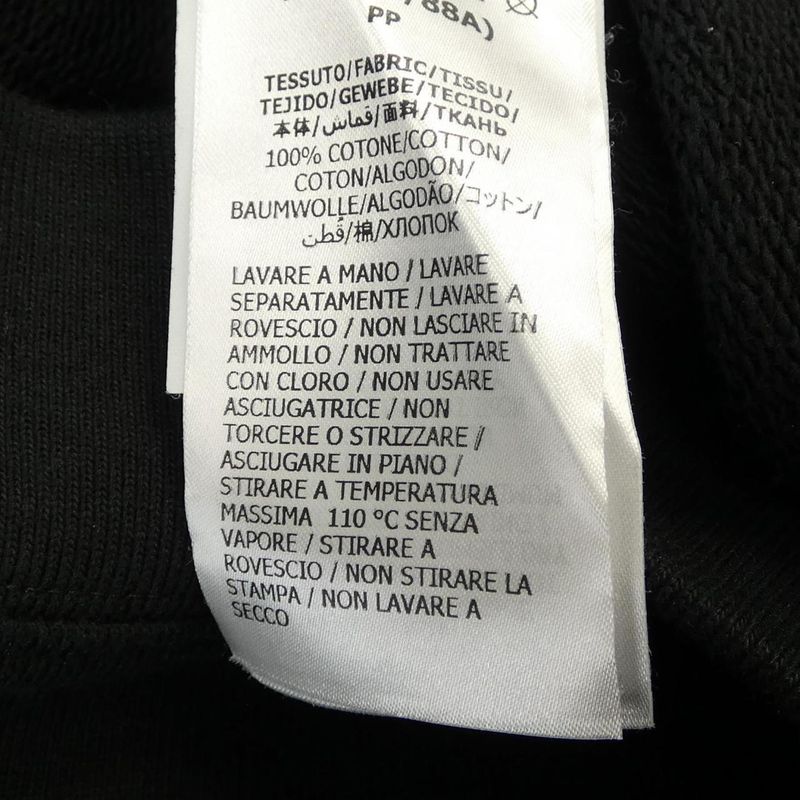 /88A)
PP
TESSUTO/FABRIC/TISSU/
TEJIDO/GEWEBE/TECIDO/
本体/قماش/面料/ТКАНЬ
100% COTONE/COTTON/
COTON/ALGODON/
BAUMWOLLE/ALGODÃO/コットン/
قُطن/棉/ХЛОПОК
LAVARE A MANO / LAVARE
SEPARATAMENTE / LAVARE A
ROVESCIO / NON LASCIARE IN
AMMOLLO / NON TRATTARE
CON CLORO / NON USARE
ASCIUGATRICE / NON
TORCERE O STRIZZARE /
ASCIUGARE IN PIANO /
STIRARE A TEMPERATURA
MASSIMA 110 °C SENZA
VAPORE / STIRARE A
ROVESCIO / NON STIRARE LA
STAMPA / NON LAVARE A
SECCO